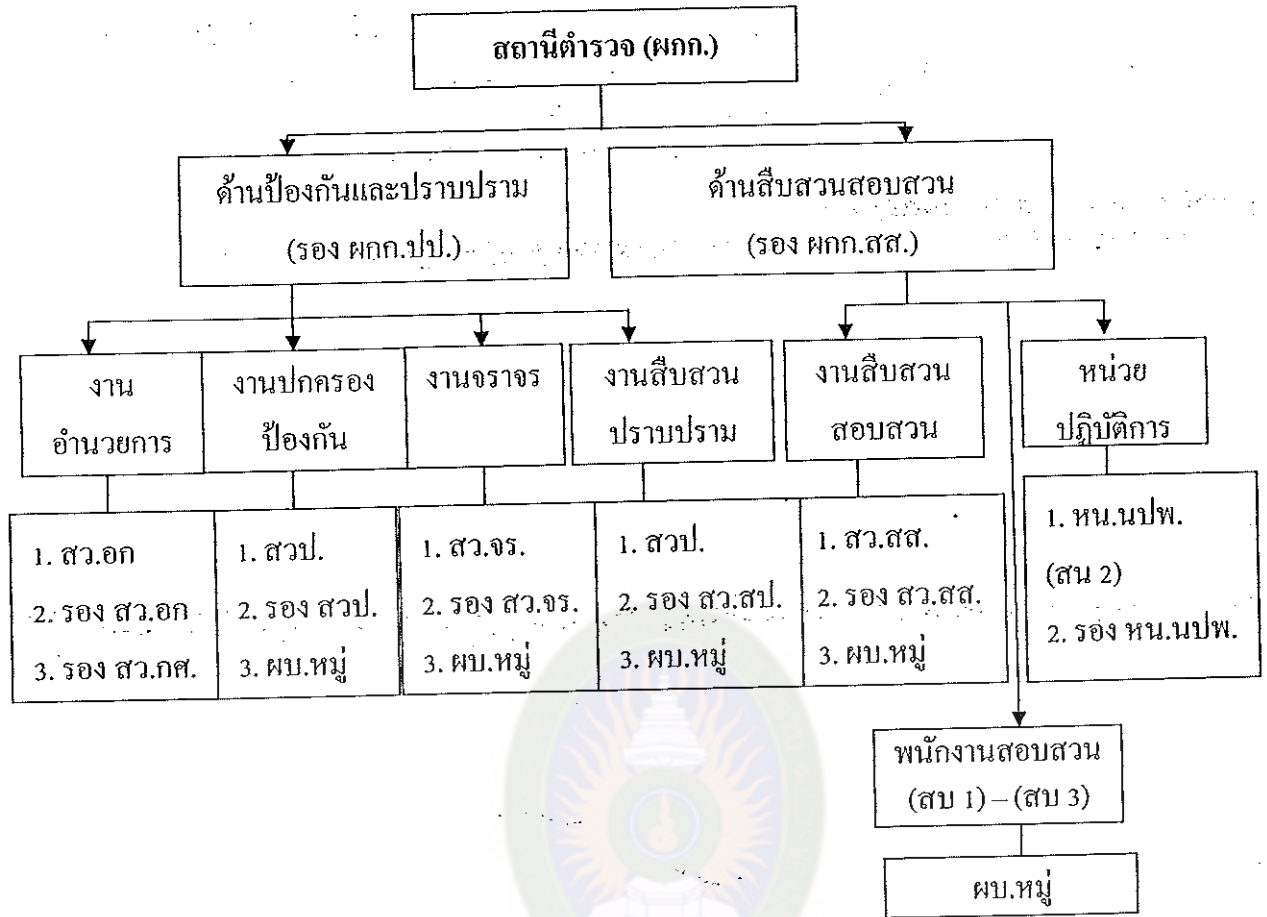 สถานีตำรวจ (ผกก.)
ด้านป้องกันและปราบปราม
(รอง ผกก.ปป.)
ด้านสืบสวนสอบสวน
(รอง ผกก.สส.)
งาน
อำนวยการ
งานปกครอง
ป้องกัน
งานจราจร
งานสืบสวน
ปราบปราม
งานสืบสวน
สอบสวน
หน่วย
ปฏิบัติการ
1. สว.อก
2. รอง สว.อก
3. รอง สว.กศ.
1. สวป.
2. รอง สวป.
3. ผบ.หมู่
1. สว.จร.
2. รอง สว.จร.
3. ผบ.หมู่
1. สวป.
2. รอง สว.สป.
3. ผบ.หมู่
1. สว.สส.
2. รอง สว.สส.
3. ผบ.หมู่
1. หน.นปพ.
(สน 2)
2. รอง หน.นปพ.
พนักงานสอบสวน
(สบ 1) – (สบ 3)
ผบ.หมู่